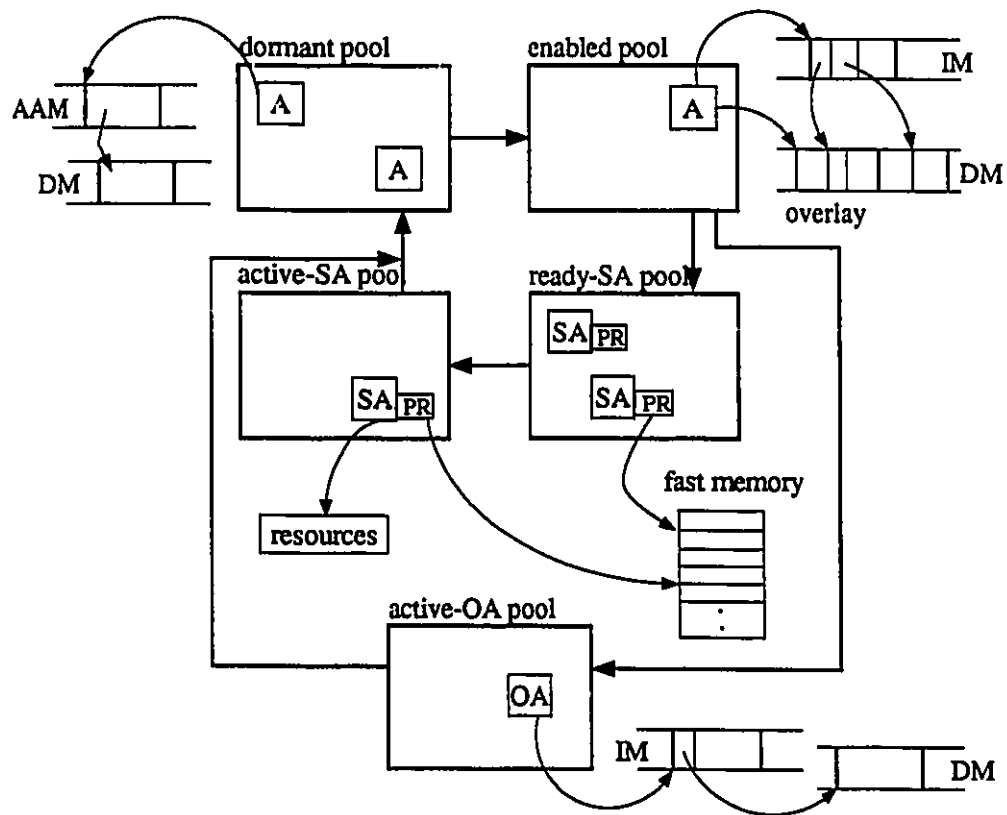 dormant pool
enabled pool
IM
AAM
A
A
A
DM
DM
overlay
active-SA pool
ready-SA pool
SA PR
SA PR
SA PR
fast memory
resources
active-OA pool
OA
IM
DM